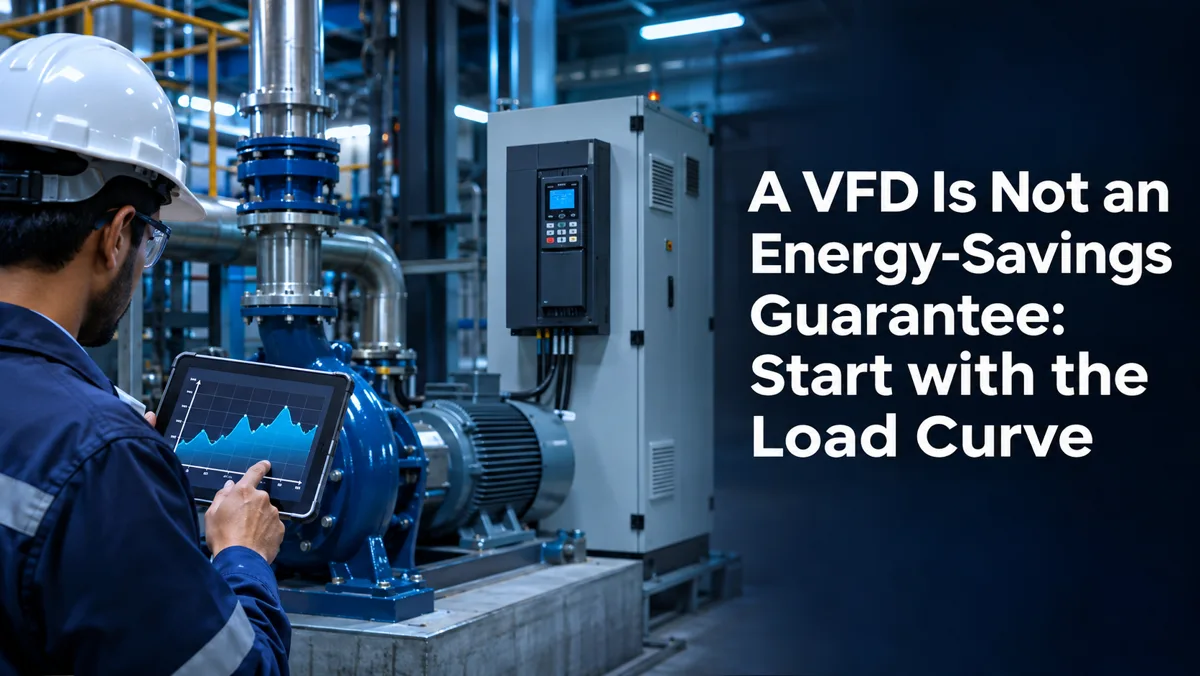 A VFD Is Not an
Energy-Savings
Guarantee:
Start with the
Load Curve